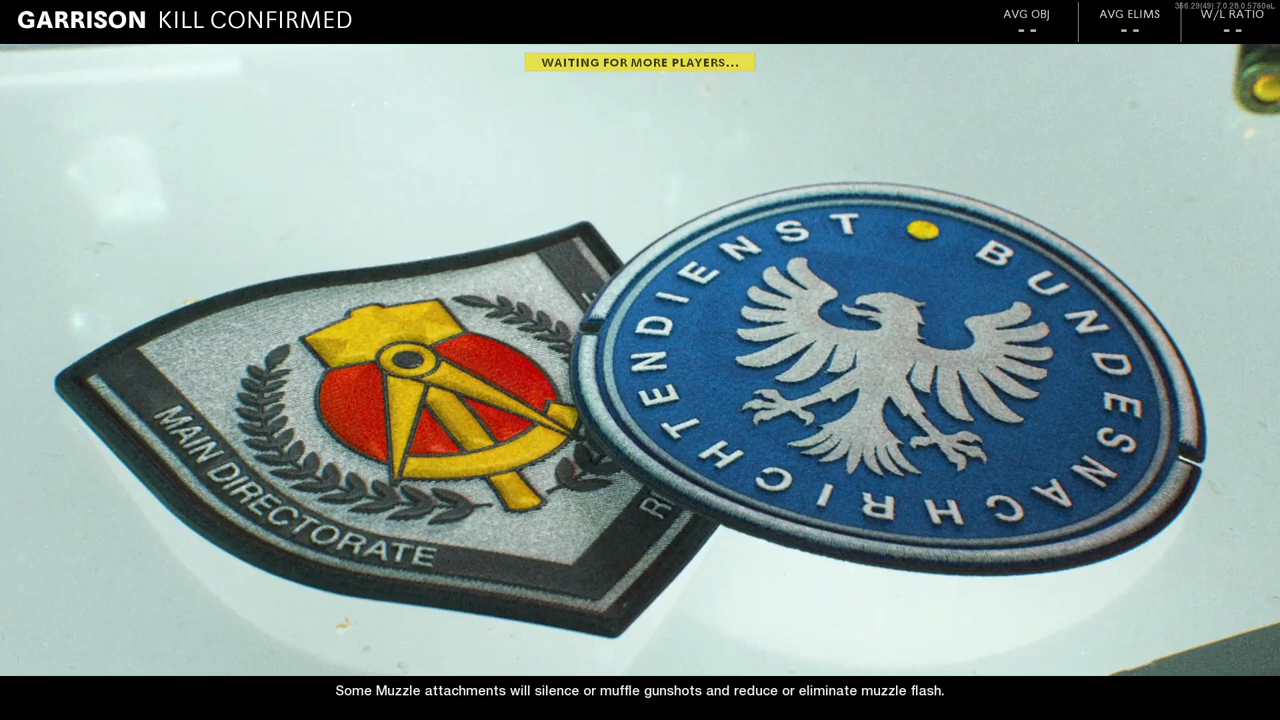 GARRISON KILL CONFIRMED
AVG OBJ
--
AVG ELIMS
--
W/L RATIO
--
WAITING FOR MORE PLAYERS...
MAIN DIRECTORATE
BUNDESNACHRICHTENDIENST
Some Muzzle attachments will silence or muffle gunshots and reduce or eliminate muzzle flash.